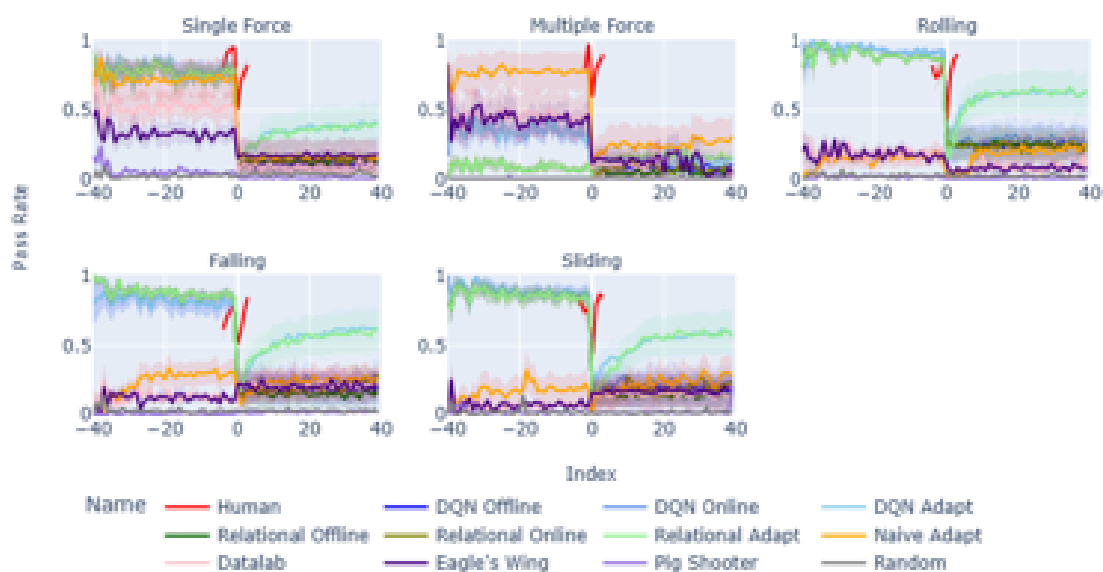 Single Force
Multiple Force
Rolling
1
0.5
0
−40 −20 0 20 40
1
0.5
0
−40 −20 0 20 40
1
0.5
0
−40 −20 0 20 40
Pass Rate
Falling
Sliding
1
0.5
0
−40 −20 0 20 40
1
0.5
0
−40 −20 0 20 40
Index
Name Human DQN Offline DQN Online DQN Adapt
Relational Offline Relational Online Relational Adapt Naive Adapt
Datalab Eagle's Wing Pig Shooter Random